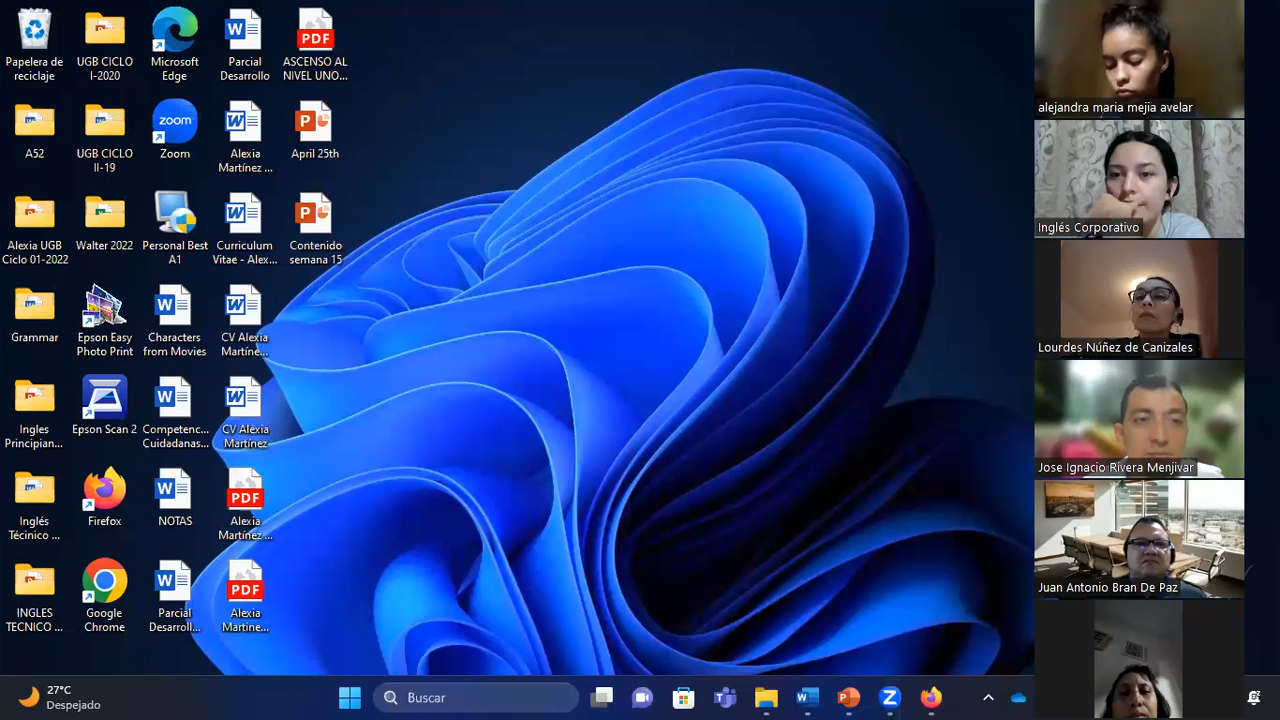 Papelera de
reciclaje
UGB CICLO
I-2020
Microsoft
Edge
Parcial
Desarrollo
PDF
ASCENSO AL
NIVEL UNO...
A52
UGB CICLO
II-19
zoom
Zoom
Alexia
Martínez ...
April 25th
Alexia UGB
Ciclo 01-2022
Walter 2022
Personal Best
A1
Curriculum
Vitae - Alex...
Contenido
semana 15
Grammar
Epson Easy
Photo Print
Characters
from Movies
CV Alexia
Martíne...
Ingles
Principian...
Epson Scan 2
Competenc...
Cuidadanas...
CV Alexia
Martínez
Inglés
Técinico ...
Firefox
NOTAS
PDF
Alexia
Martínez ...
INGLES
TECNICO ...
Google
Chrome
Parcial
Desarroll...
PDF
Alexia
Martine...
alejandra maria mejia avelar
Inglés Corporativo
Lourdes Núñez de Canizales
Jose Ignacio Rivera Menjivar
Juan Antonio Bran De Paz
27°C
Despejado
Buscar